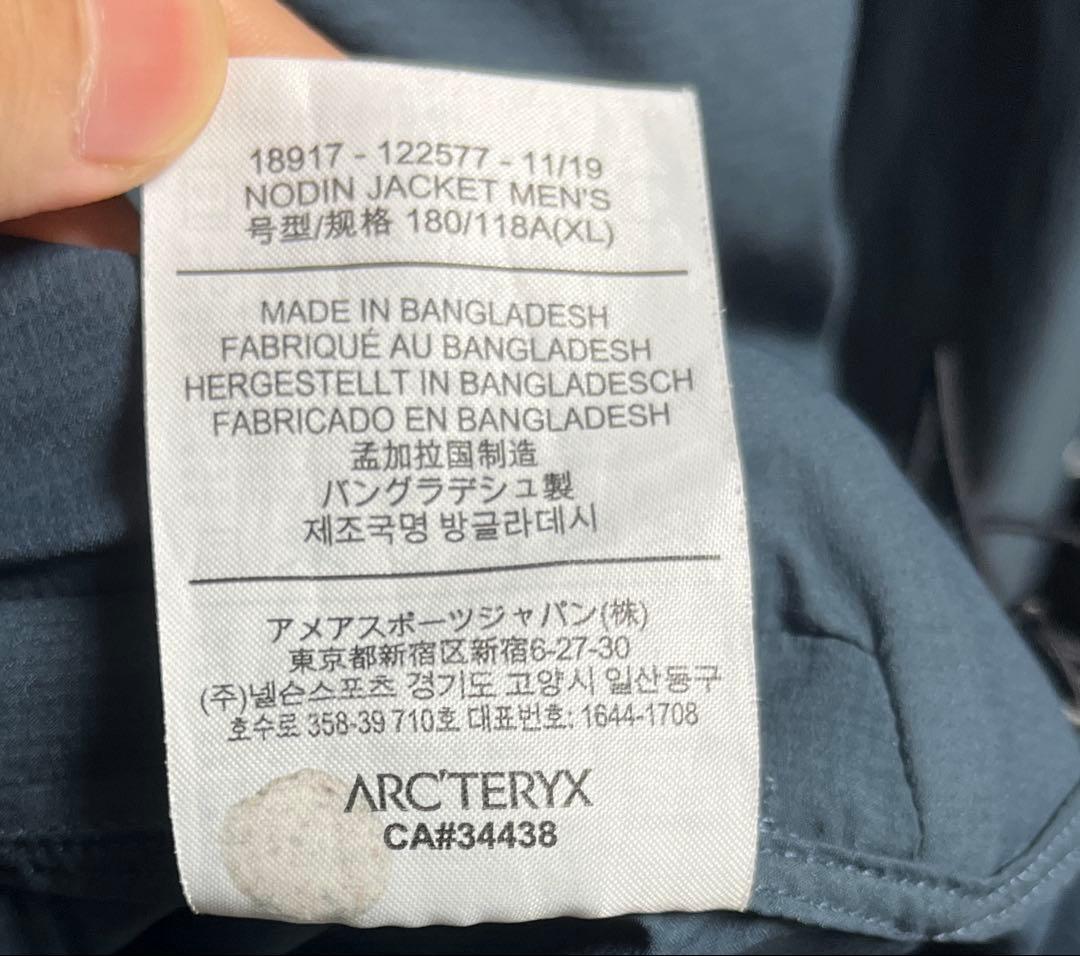 18917 - 122577 - 11/19
NODIN JACKET MEN'S
号型/规格 180/118A(XL)
MADE IN BANGLADESH
FABRIQUÉ AU BANGLADESH
HERGESTELLT IN BANGLADESCH
FABRICADO EN BANGLADESH
孟加拉国制造
バングラデシュ製
제조국명 방글라데시
アメアスポーツジャパン(株)
東京都新宿区新宿6-27-30
(주)넬슨스포츠 경기도 고양시 일산동구
호수로 358-39 710호 대표번호: 1644-1708
ARC'TERYX
CA#34438